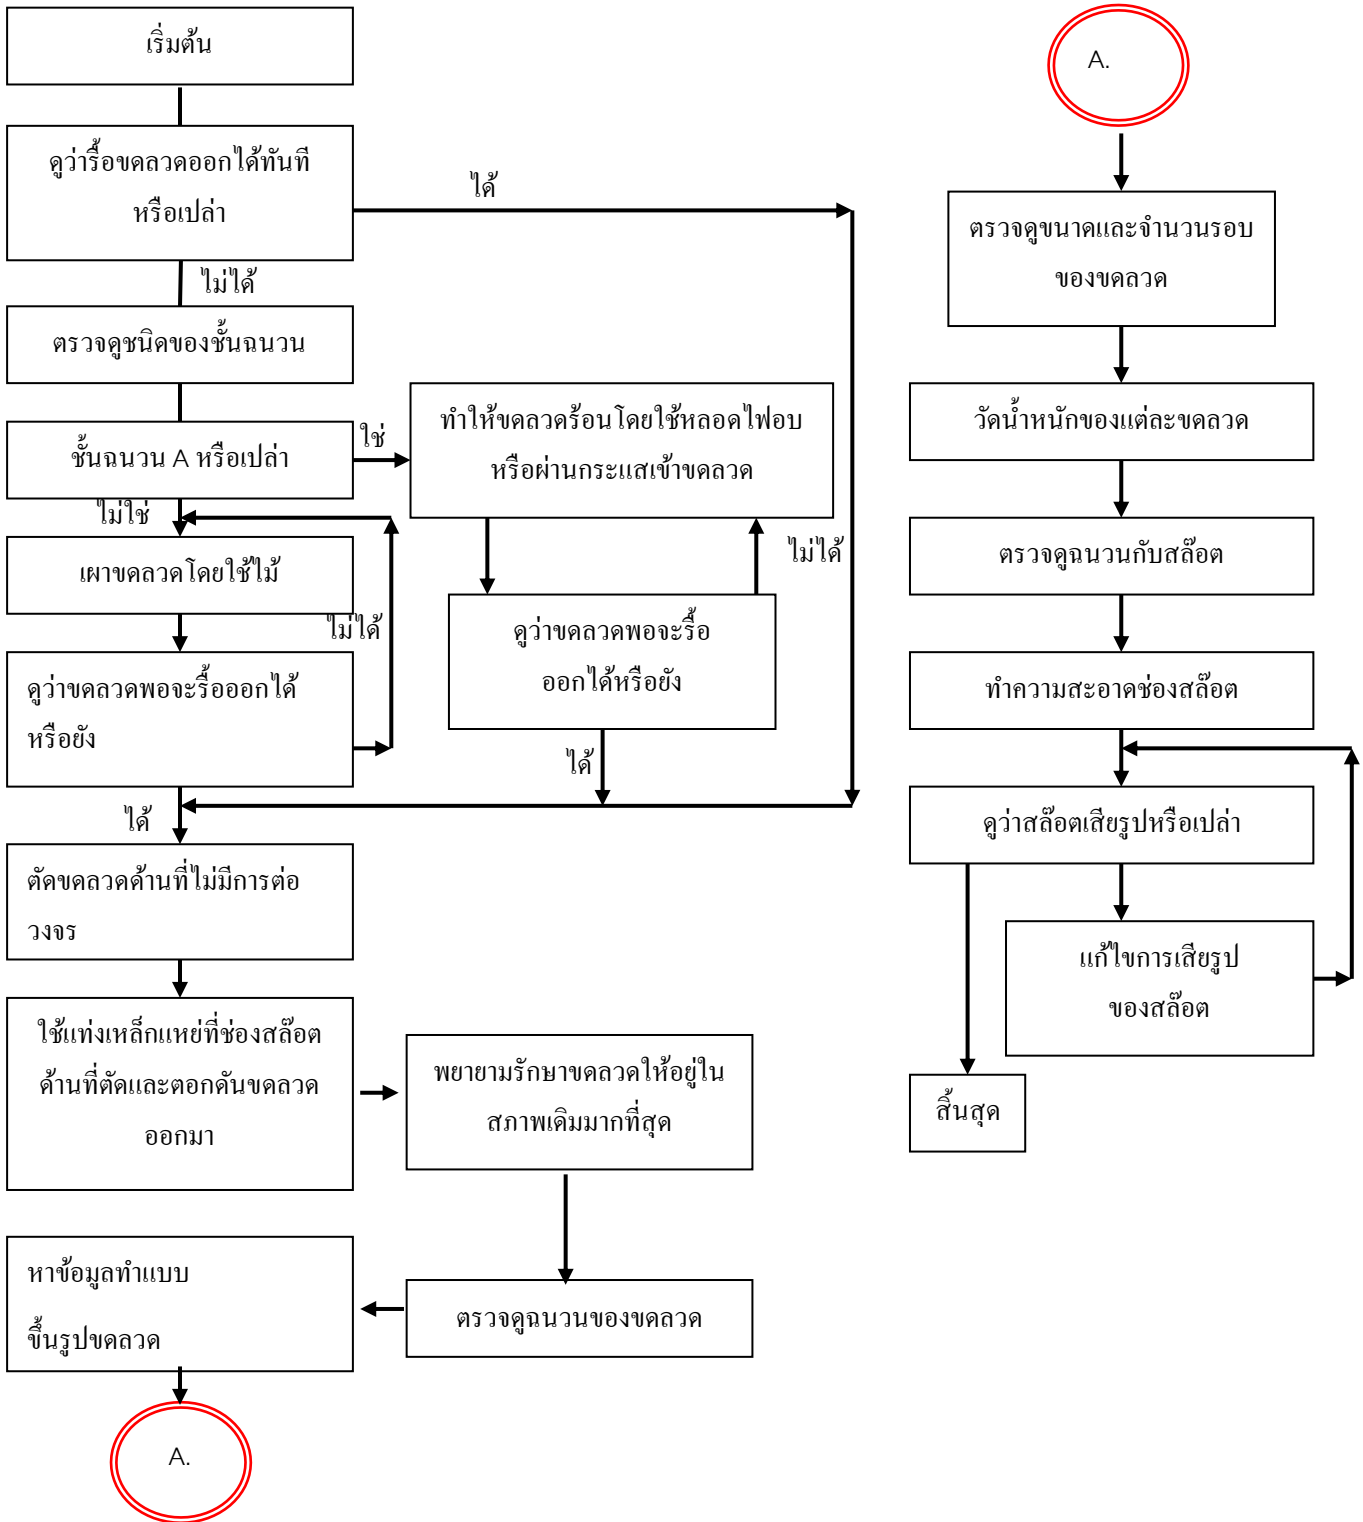 เริ่มต้น
ดูว่ารื้อขดลวดออกได้ทันที
หรือเปล่า
ได้
ไม่ได้
ตรวจดูชนิดของชั้นฉนวน
ชั้นฉนวน A หรือเปล่า
ใช่
ทำให้ขดลวดร้อนโดยใช้หลอดไฟอบ
หรือผ่านกระแสเข้าขดลวด
ไม่ใช่
เผาขดลวดโดยใช้ไม้
ไม่ได้
ไม่ได้
ดูว่าขดลวดพอจะรื้อ
ออกได้หรือยัง
ดูว่าขดลวดพอจะรื้อออกได้
หรือยัง
ได้
ได้
ตัดขดลวดด้านที่ไม่มีการต่อ
วงจร
ใช้แท่งเหล็กแหย่ที่ช่องสล๊อต
ด้านที่ตัดและตอกดันขดลวด
ออกมา
พยายามรักษาขดลวดให้อยู่ใน
สภาพเดิมมากที่สุด
ตรวจดูฉนวนของขดลวด
หาข้อมูลทำแบบ
ขึ้นรูปขดลวด
A.
A.
ตรวจดูขนาดและจำนวนรอบ
ของขดลวด
วัดน้ำหนักของแต่ละขดลวด
ตรวจดูฉนวนกับสล๊อต
ทำความสะอาดช่องสล๊อต
ดูว่าสล๊อตเสียรูปหรือเปล่า
แก้ไขการเสียรูป
ของสล๊อต
สิ้นสุด